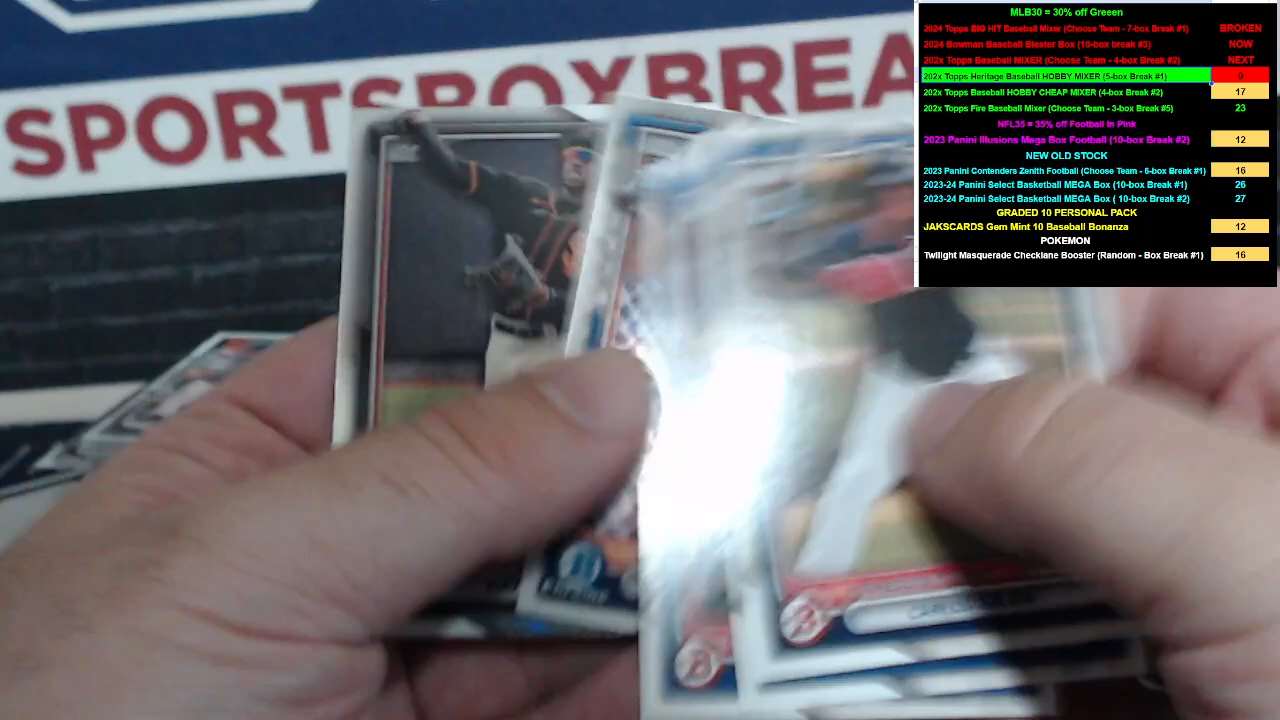 MLB30 = 30% off Greeen
2024 Topps BIG HIT Baseball Mixer (Choose Team - 7-box Break #1) BROKEN
2024 Bowman Baseball Blaster Box (10-box break #3) NOW
202x Topps Baseball MIXER (Choose Team - 4-box Break #2) NEXT
202x Topps Heritage Baseball HOBBY MIXER (5-box Break #1) 0
202x Topps Baseball HOBBY CHEAP MIXER (4-box Break #2) 17
202x Topps Fire Baseball Mixer (Choose Team - 3-box Break #5) 23
NFL35 = 35% off Football in Pink
2023 Panini Illusions Mega Box Football (10-box Break #2) 12
NEW OLD STOCK
2023 Panini Contenders Zenith Football (Choose Team - 6-box Break #1) 16
2023-24 Panini Select Basketball MEGA Box (10-box Break #1) 26
2023-24 Panini Select Basketball MEGA Box ( 10-box Break #2) 27
GRADED 10 PERSONAL PACK
JAKSCARDS Gem Mint 10 Baseball Bonanza 12
POKEMON
Twilight Masquerade Checklane Booster (Random - Box Break #1) 16
SPORTSBOXBREA